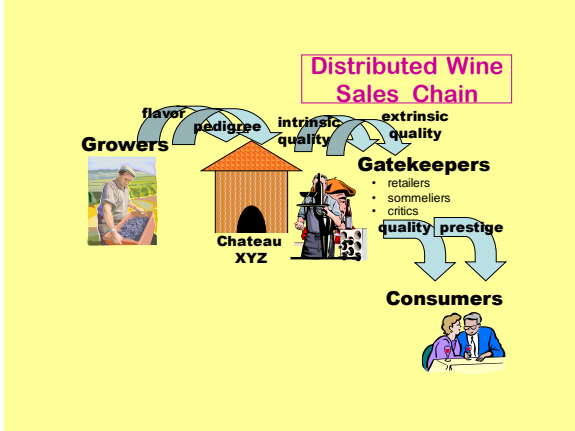 Distributed Wine
Sales Chain
flavor
pedigree
intrinsic
quality
extrinsic
quality
Growers
Gatekeepers
• retailers
• sommeliers
• critics
Chateau
XYZ
quality prestige
Consumers